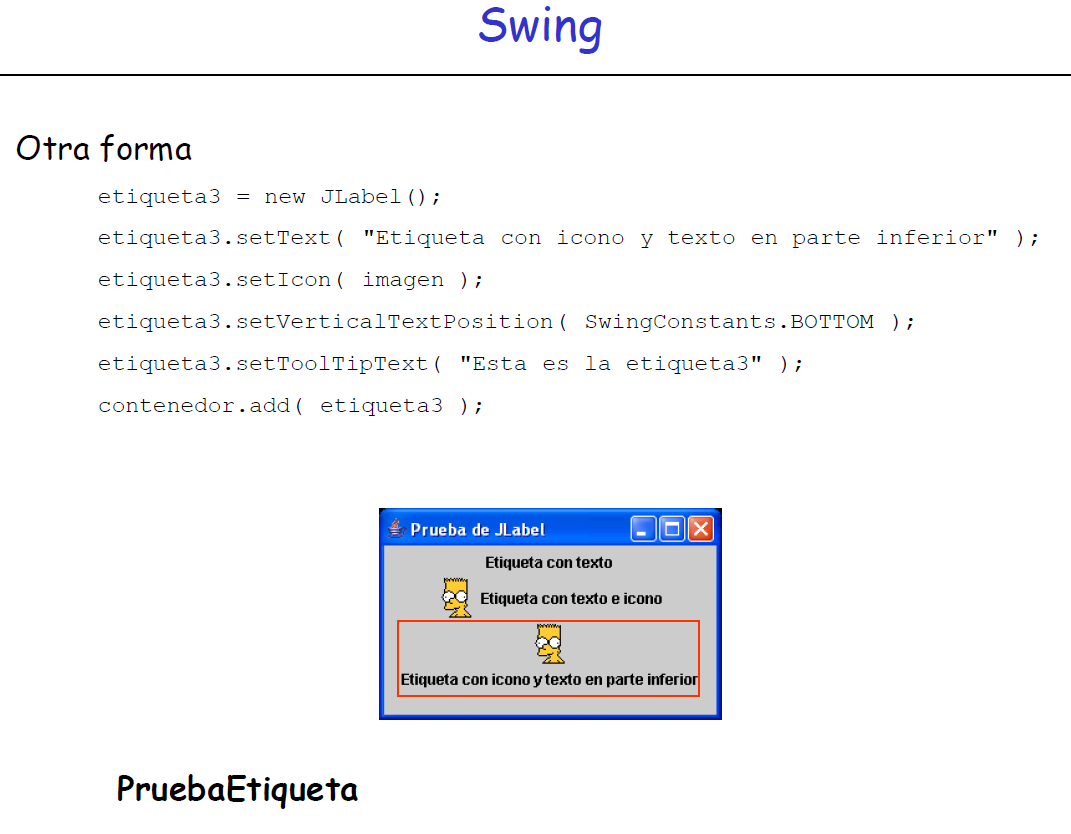 Swing
Otra forma
etiqueta3 = new JLabel();
etiqueta3.setText( "Etiqueta con icono y texto en parte inferior" );
etiqueta3.setIcon( imagen );
etiqueta3.setVerticalTextPosition( SwingConstants.BOTTOM );
etiqueta3.setToolTipText( "Esta es la etiqueta3" );
contenedor.add( etiqueta3 );
Prueba de JLabel
Etiqueta con texto
Etiqueta con texto e icono
Etiqueta con icono y texto en parte inferior
PruebaEtiqueta